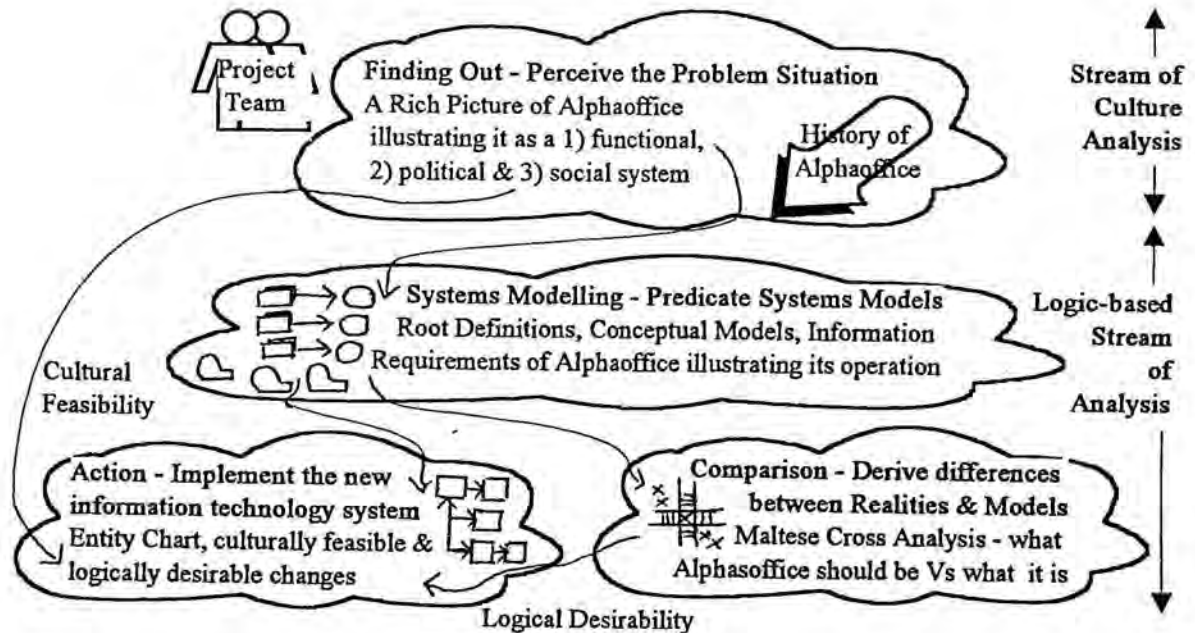 Project
Team
Finding Out - Perceive the Problem Situation
A Rich Picture of Alphaoffice
illustrating it as a 1) functional,
2) political & 3) social system
History of
Alphaoffice
Stream of
Culture
Analysis
Systems Modelling - Predicate Systems Models
Root Definitions, Conceptual Models, Information
Requirements of Alphaoffice illustrating its operation
Logic-based
Stream
of
Analysis
Cultural
Feasibility
Action - Implement the new
information technology system
Entity Chart, culturally feasible &
logically desirable changes
Comparison - Derive differences
between Realities & Models
Maltese Cross Analysis - what
Alphasoffice should be Vs what it is
Logical Desirability